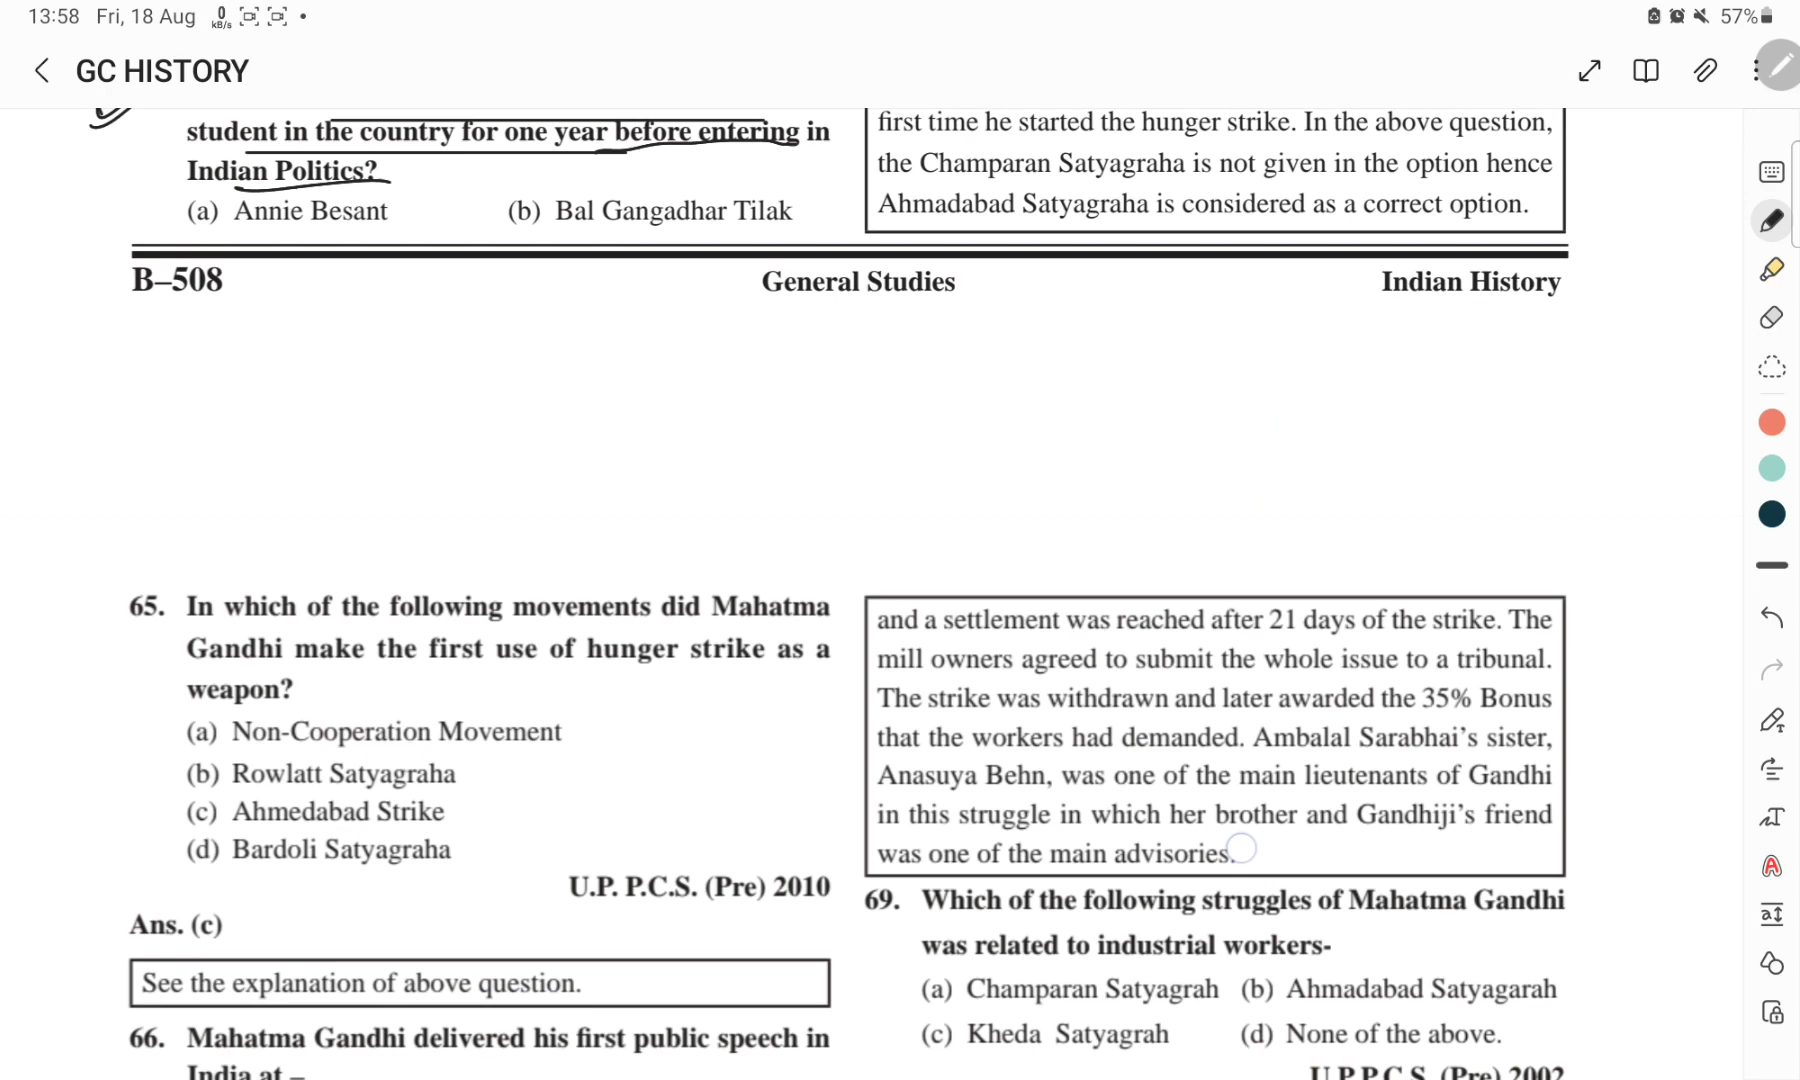 13:58 Fri, 18 Aug 0 kB/s 57%
GC HISTORY
student in the country for one year before entering in
Indian Politics?
(a) Annie Besant (b) Bal Gangadhar Tilak
first time he started the hunger strike. In the above question,
the Champaran Satyagraha is not given in the option hence
Ahmadabad Satyagraha is considered as a correct option.
B–508 General Studies Indian History
65. In which of the following movements did Mahatma
Gandhi make the first use of hunger strike as a
weapon?
(a) Non-Cooperation Movement
(b) Rowlatt Satyagraha
(c) Ahmedabad Strike
(d) Bardoli Satyagraha
U.P. P.C.S. (Pre) 2010
Ans. (c)
See the explanation of above question.
66. Mahatma Gandhi delivered his first public speech in
India at –
and a settlement was reached after 21 days of the strike. The
mill owners agreed to submit the whole issue to a tribunal.
The strike was withdrawn and later awarded the 35% Bonus
that the workers had demanded. Ambalal Sarabhai's sister,
Anasuya Behn, was one of the main lieutenants of Gandhi
in this struggle in which her brother and Gandhiji's friend
was one of the main advisories.
69. Which of the following struggles of Mahatma Gandhi
was related to industrial workers-
(a) Champaran Satyagrah (b) Ahmadabad Satyagarah
(c) Kheda Satyagrah (d) None of the above.
U.P.P.C.S. (Pre) 2002